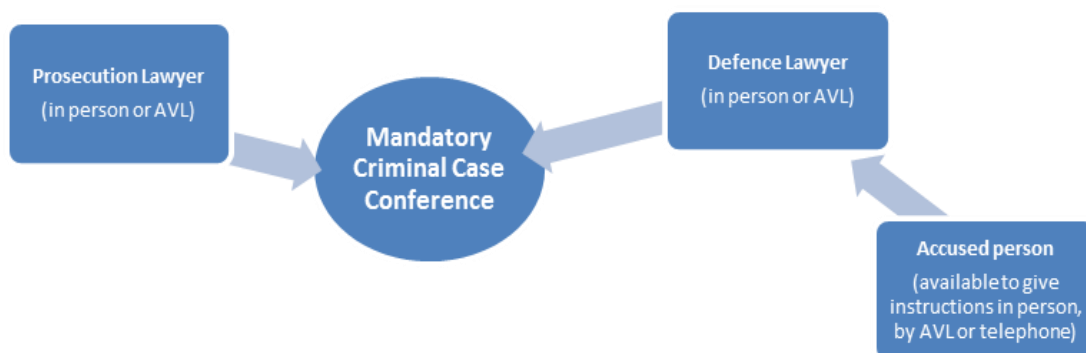 Prosecution Lawyer
(in person or AVL)
Mandatory
Criminal Case
Conference
Defence Lawyer
(in person or AVL)
Accused person
(available to give
instructions in person,
by AVL or telephone)